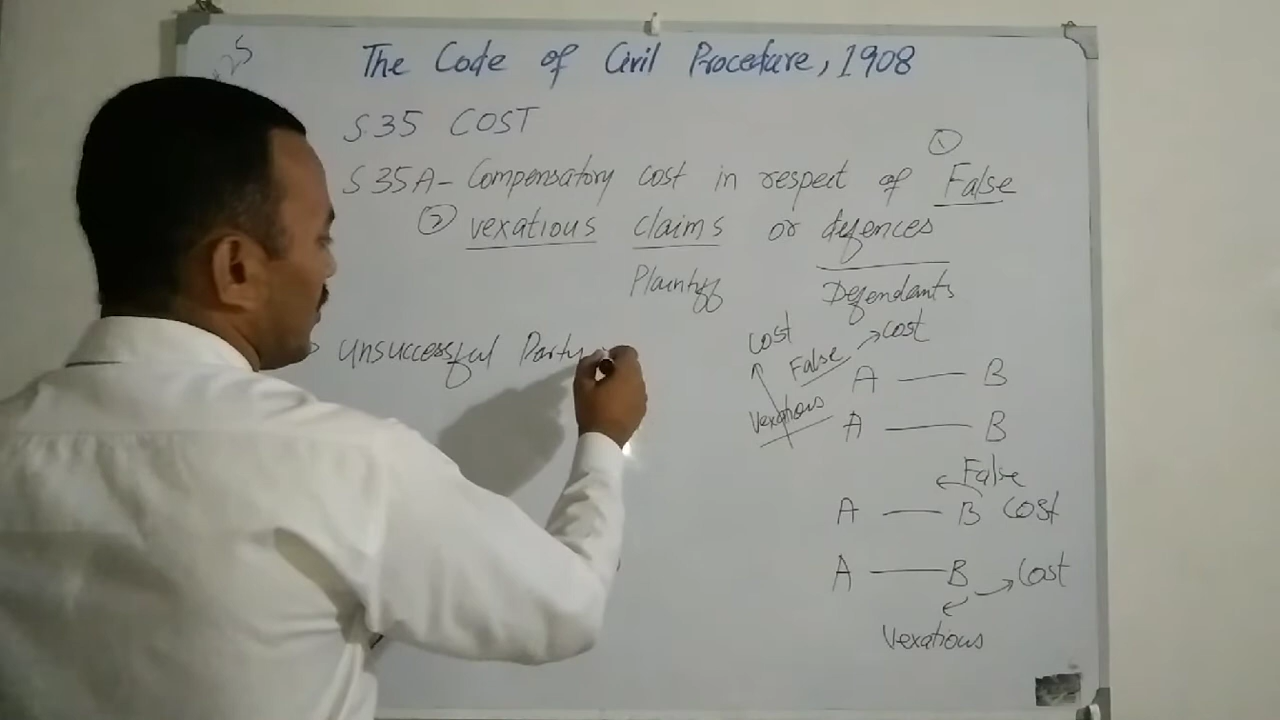 The Code of Civil Procedure, 1908
S 35 COST
①
S 35A - Compensatory cost in respect of False
② vexatious claims or defences
Plaintiff Defendants
cost False → cost
unsuccessful Party A — B
Vexatious A — B
False
A — B cost
A — B → cost
Vexatious